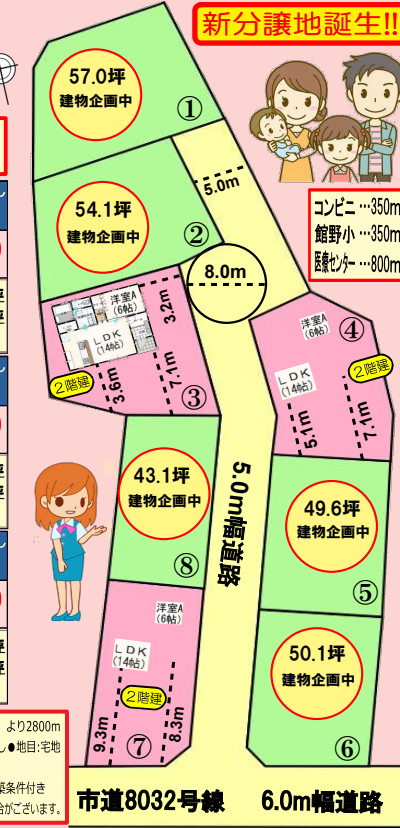 新分譲地誕生!!
57.0坪
建物企画中
①
5.0m
54.1坪
建物企画中
②
8.0m
コンビニ …350m
館野小 …350m
医療センター …800m
洋室A
(6帖)
LDK
(14帖)
3.2m
3.6m
7.1m
2階建
③
洋室A
(6帖)
④
LDK
(14帖)
2階建
5.1m
7.1m
43.1坪
建物企画中
⑧
5.0m幅道路
49.6坪
建物企画中
⑤
洋室A
(6帖)
LDK
(14帖)
2階建
9.3m
8.3m
⑦
50.1坪
建物企画中
⑥
より2800m
し●地目:宅地
築条件付き
合がございます。
市道8032号線 6.0m幅道路